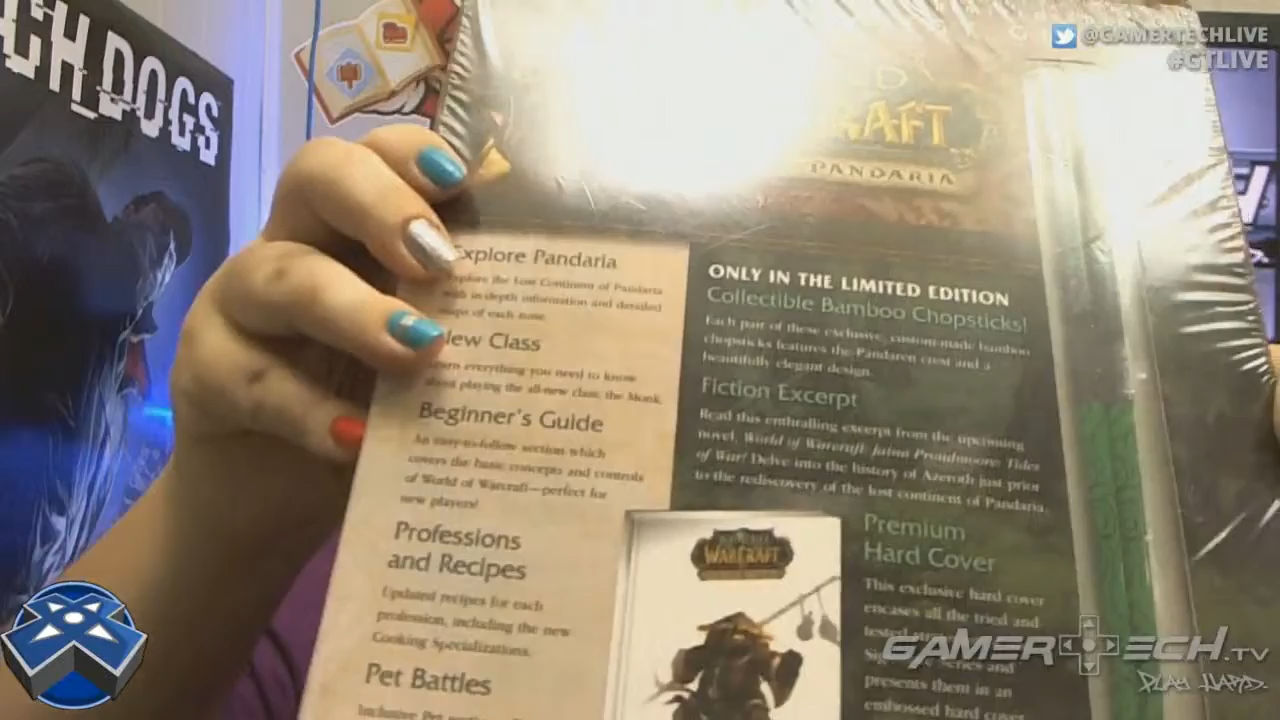 CH_DOGS
@GAMERTECHLIVE
#GTLIVE
PANDARIA
Explore Pandaria
Explore the Lost Continent of Pandaria
with in-depth information and detailed
maps of each zone.
New Class
Learn everything you need to know
about playing the all-new class, the Monk.
Beginner's Guide
An easy-to-follow section which
covers the basic concepts and controls
of World of Warcraft—perfect for
new players!
Professions
and Recipes
Updated recipes for each
profession, including the new
Cooking Specializations.
Pet Battles
ONLY IN THE LIMITED EDITION
Collectible Bamboo Chopsticks!
Each pair of these exclusive, custom-made bamboo
chopsticks features the Pandaren crest and a
beautifully elegant design.
Fiction Excerpt
Read this enthralling excerpt from the upcoming
novel, World of Warcraft: Jaina Proudmoore: Tides
of War! Delve into the history of Azeroth just prior
to the rediscovery of the lost continent of Pandaria.
WARCRAFT
Premium
Hard Cover
This exclusive hard cover
encases all the tried and
tested
Series and
presents them in an
embossed hard cover
GAMERTECH.TV
PLAY HARD.